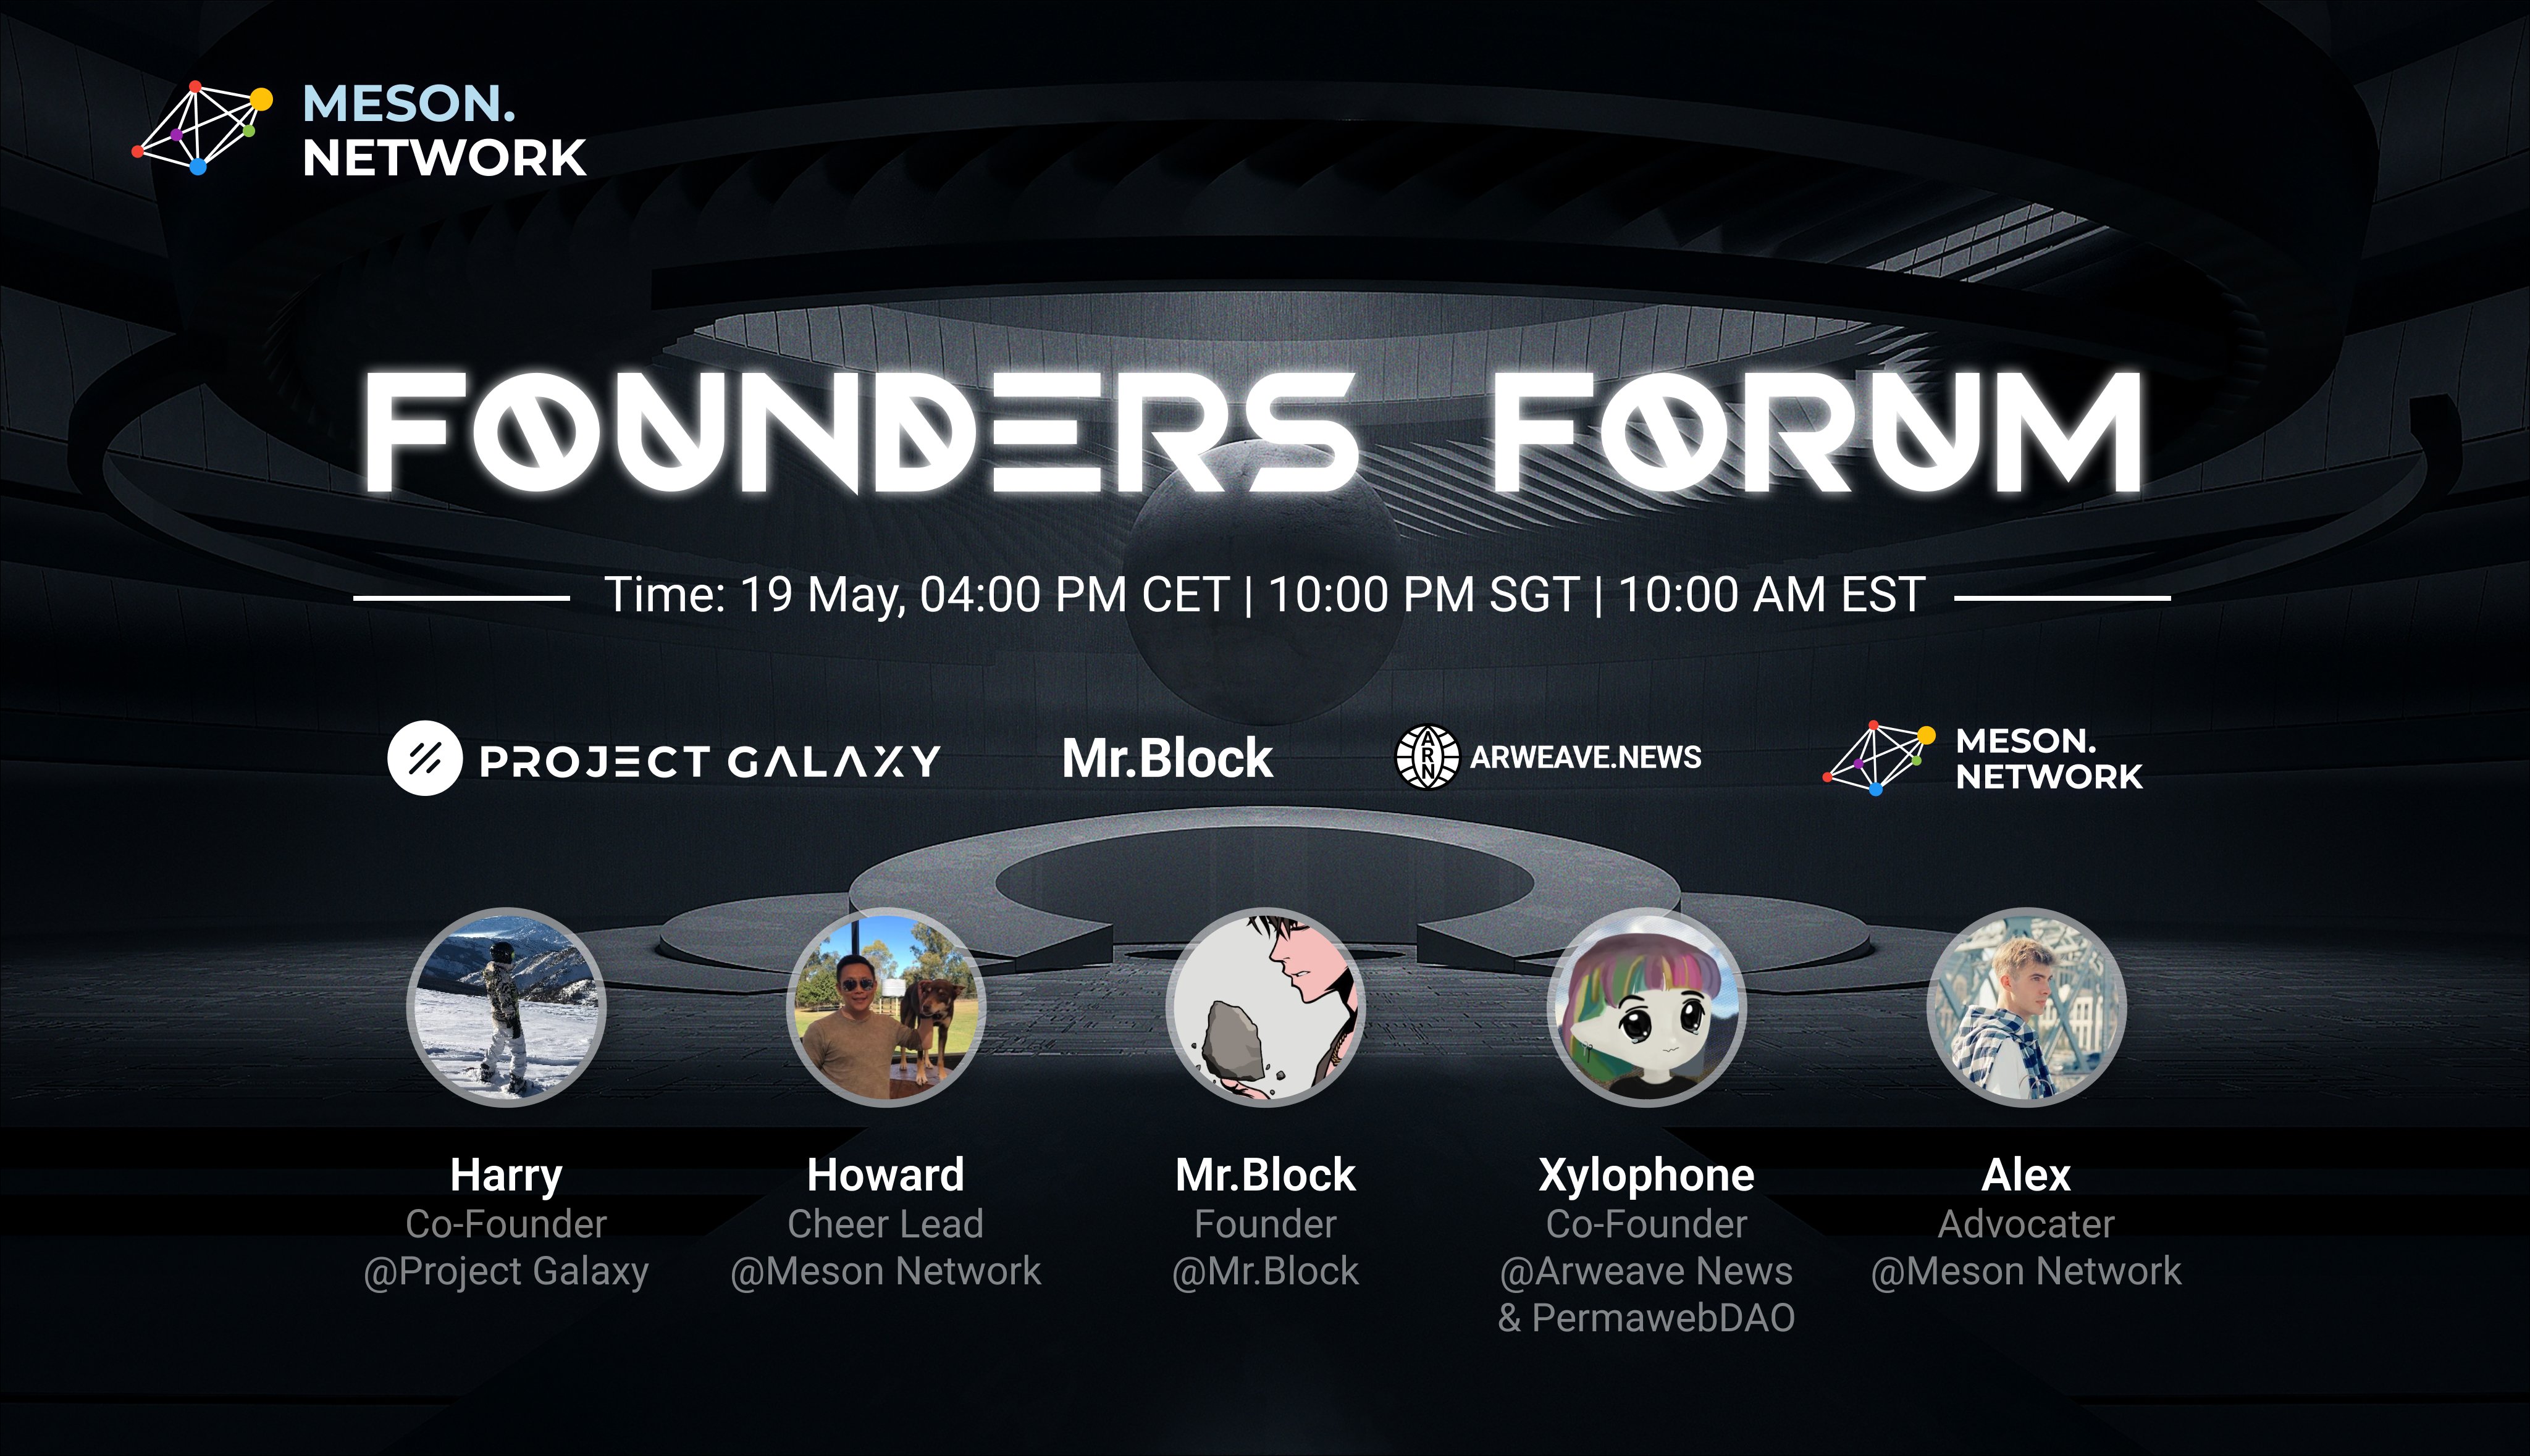 MESON.
NETWORK
FOUNDERS FORUM
Time: 19 May, 04:00 PM CET | 10:00 PM SGT | 10:00 AM EST
PROJECT GALAXY
Mr.Block
ARN
ARWEAVE.NEWS
MESON.
NETWORK
Harry
Co-Founder
@Project Galaxy
Howard
Cheer Lead
@Meson Network
Mr.Block
Founder
@Mr.Block
Xylophone
Co-Founder
@Arweave News
& PermawebDAO
Alex
Advocater
@Meson Network